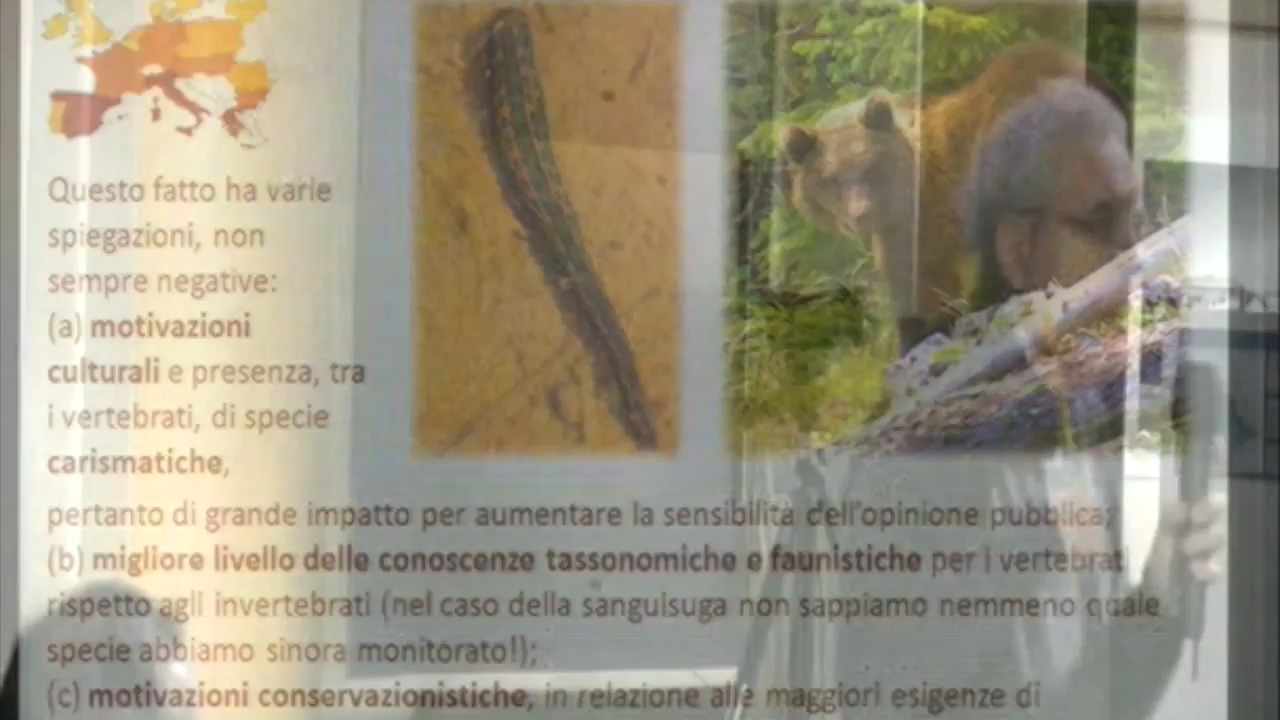 Questo fatto ha varie
spiegazioni, non
sempre negative:
(a) motivazioni
culturali e presenza, tra
i vertebrati, di specie
carismatiche,
pertanto di grande impatto per aumentare la sensibilità dell'opinione pubblica;
(b) migliore livello delle conoscenze tassonomiche e faunistiche per i vertebrati
rispetto agli invertebrati (nel caso della sanguisuga non sappiamo nemmeno quale
specie abbiamo sinora monitorato!);
(c) motivazioni conservazionistiche, in relazione alle maggiori esigenze di